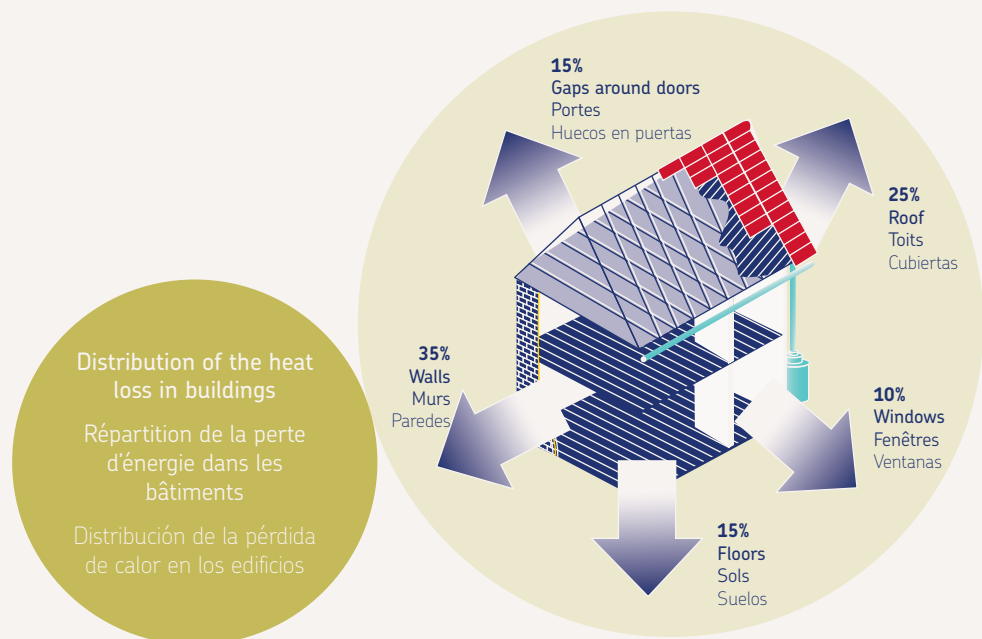 15%
Gaps around doors
Portes
Huecos en puertas
25%
Roof
Toits
Cubiertas
Distribution of the heat
loss in buildings
Répartition de la perte
d'énergie dans les
bâtiments
Distribución de la pérdida
de calor en los edificios
35%
Walls
Murs
Paredes
10%
Windows
Fenêtres
Ventanas
15%
Floors
Sols
Suelos